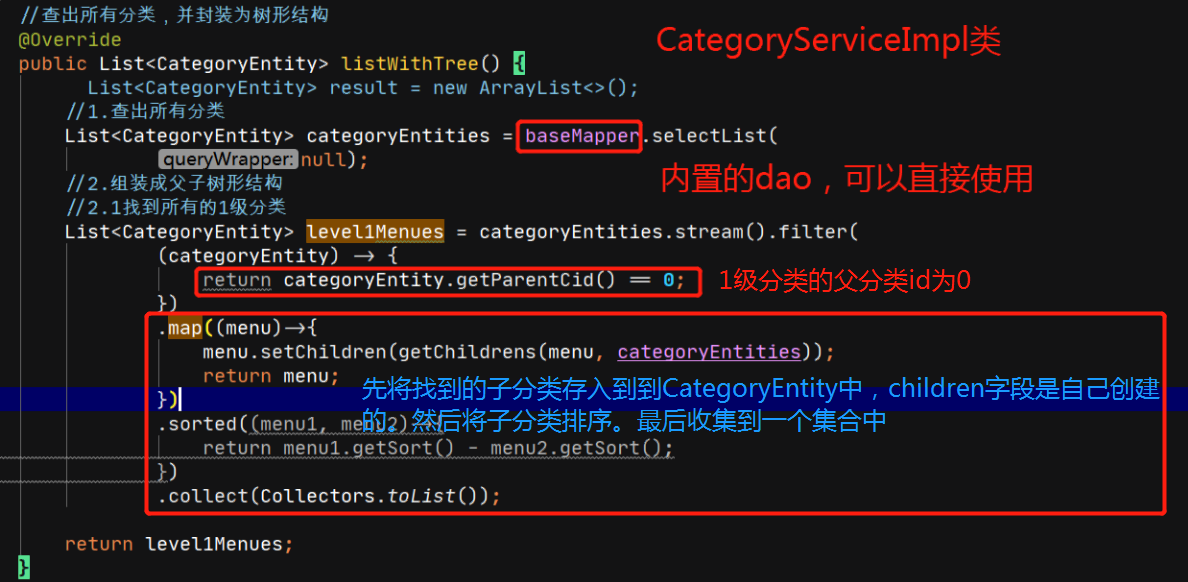 //查出所有分类，并封装为树形结构
@Override
CategoryServiceImpl类
public List<CategoryEntity> listWithTree() {
List<CategoryEntity> result = new ArrayList<>();
//1.查出所有分类
List<CategoryEntity> categoryEntities = baseMapper.selectList(
queryWrapper: null);
内置的dao，可以直接使用
//2.组装成父子树形结构
//2.1找到所有的1级分类
List<CategoryEntity> level1Menues = categoryEntities.stream().filter(
(categoryEntity) -> {
return categoryEntity.getParentCid() == 0;
1级分类的父分类id为0
})
.map((menu)->{
menu.setChildren(getChildrens(menu, categoryEntities));
return menu;
先将找到的子分类存入到到CategoryEntity中，children字段是自己创建
})
的。然后将子分类排序。最后收集到一个集合中
.sorted((menu1, menu2)->{
return menu1.getSort() - menu2.getSort();
})
.collect(Collectors.toList());
return level1Menues;
}